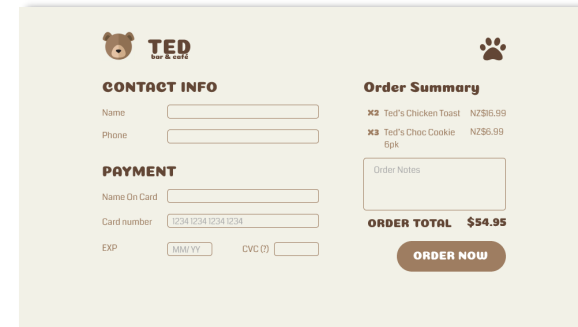 TED
bar & café
CONTACT INFO
Name
Phone
PAYMENT
Name On Card
Card number
1234 1234 1234 1234
EXP
MM/ YY
CVC (?)
Order Summary
x2 Ted's Chicken Toast NZ$16.99
x3 Ted's Choc Cookie NZ$6.99
6pk
Order Notes
ORDER TOTAL $54.95
ORDER NOW